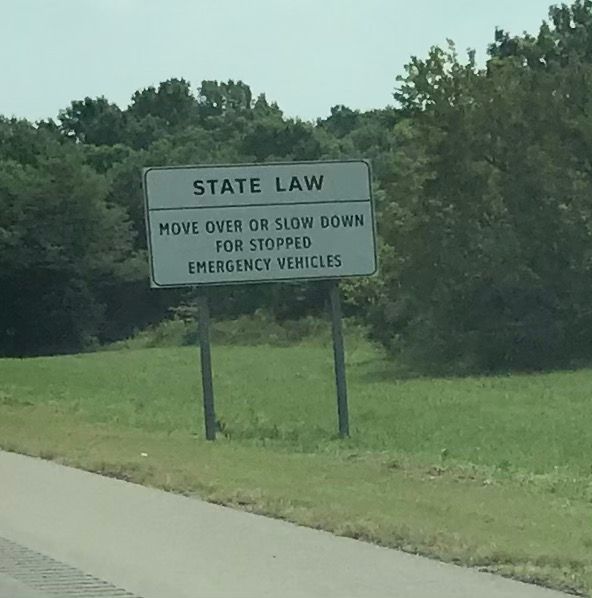 STATE LAW
MOVE OVER OR SLOW DOWN
FOR STOPPED
EMERGENCY VEHICLES